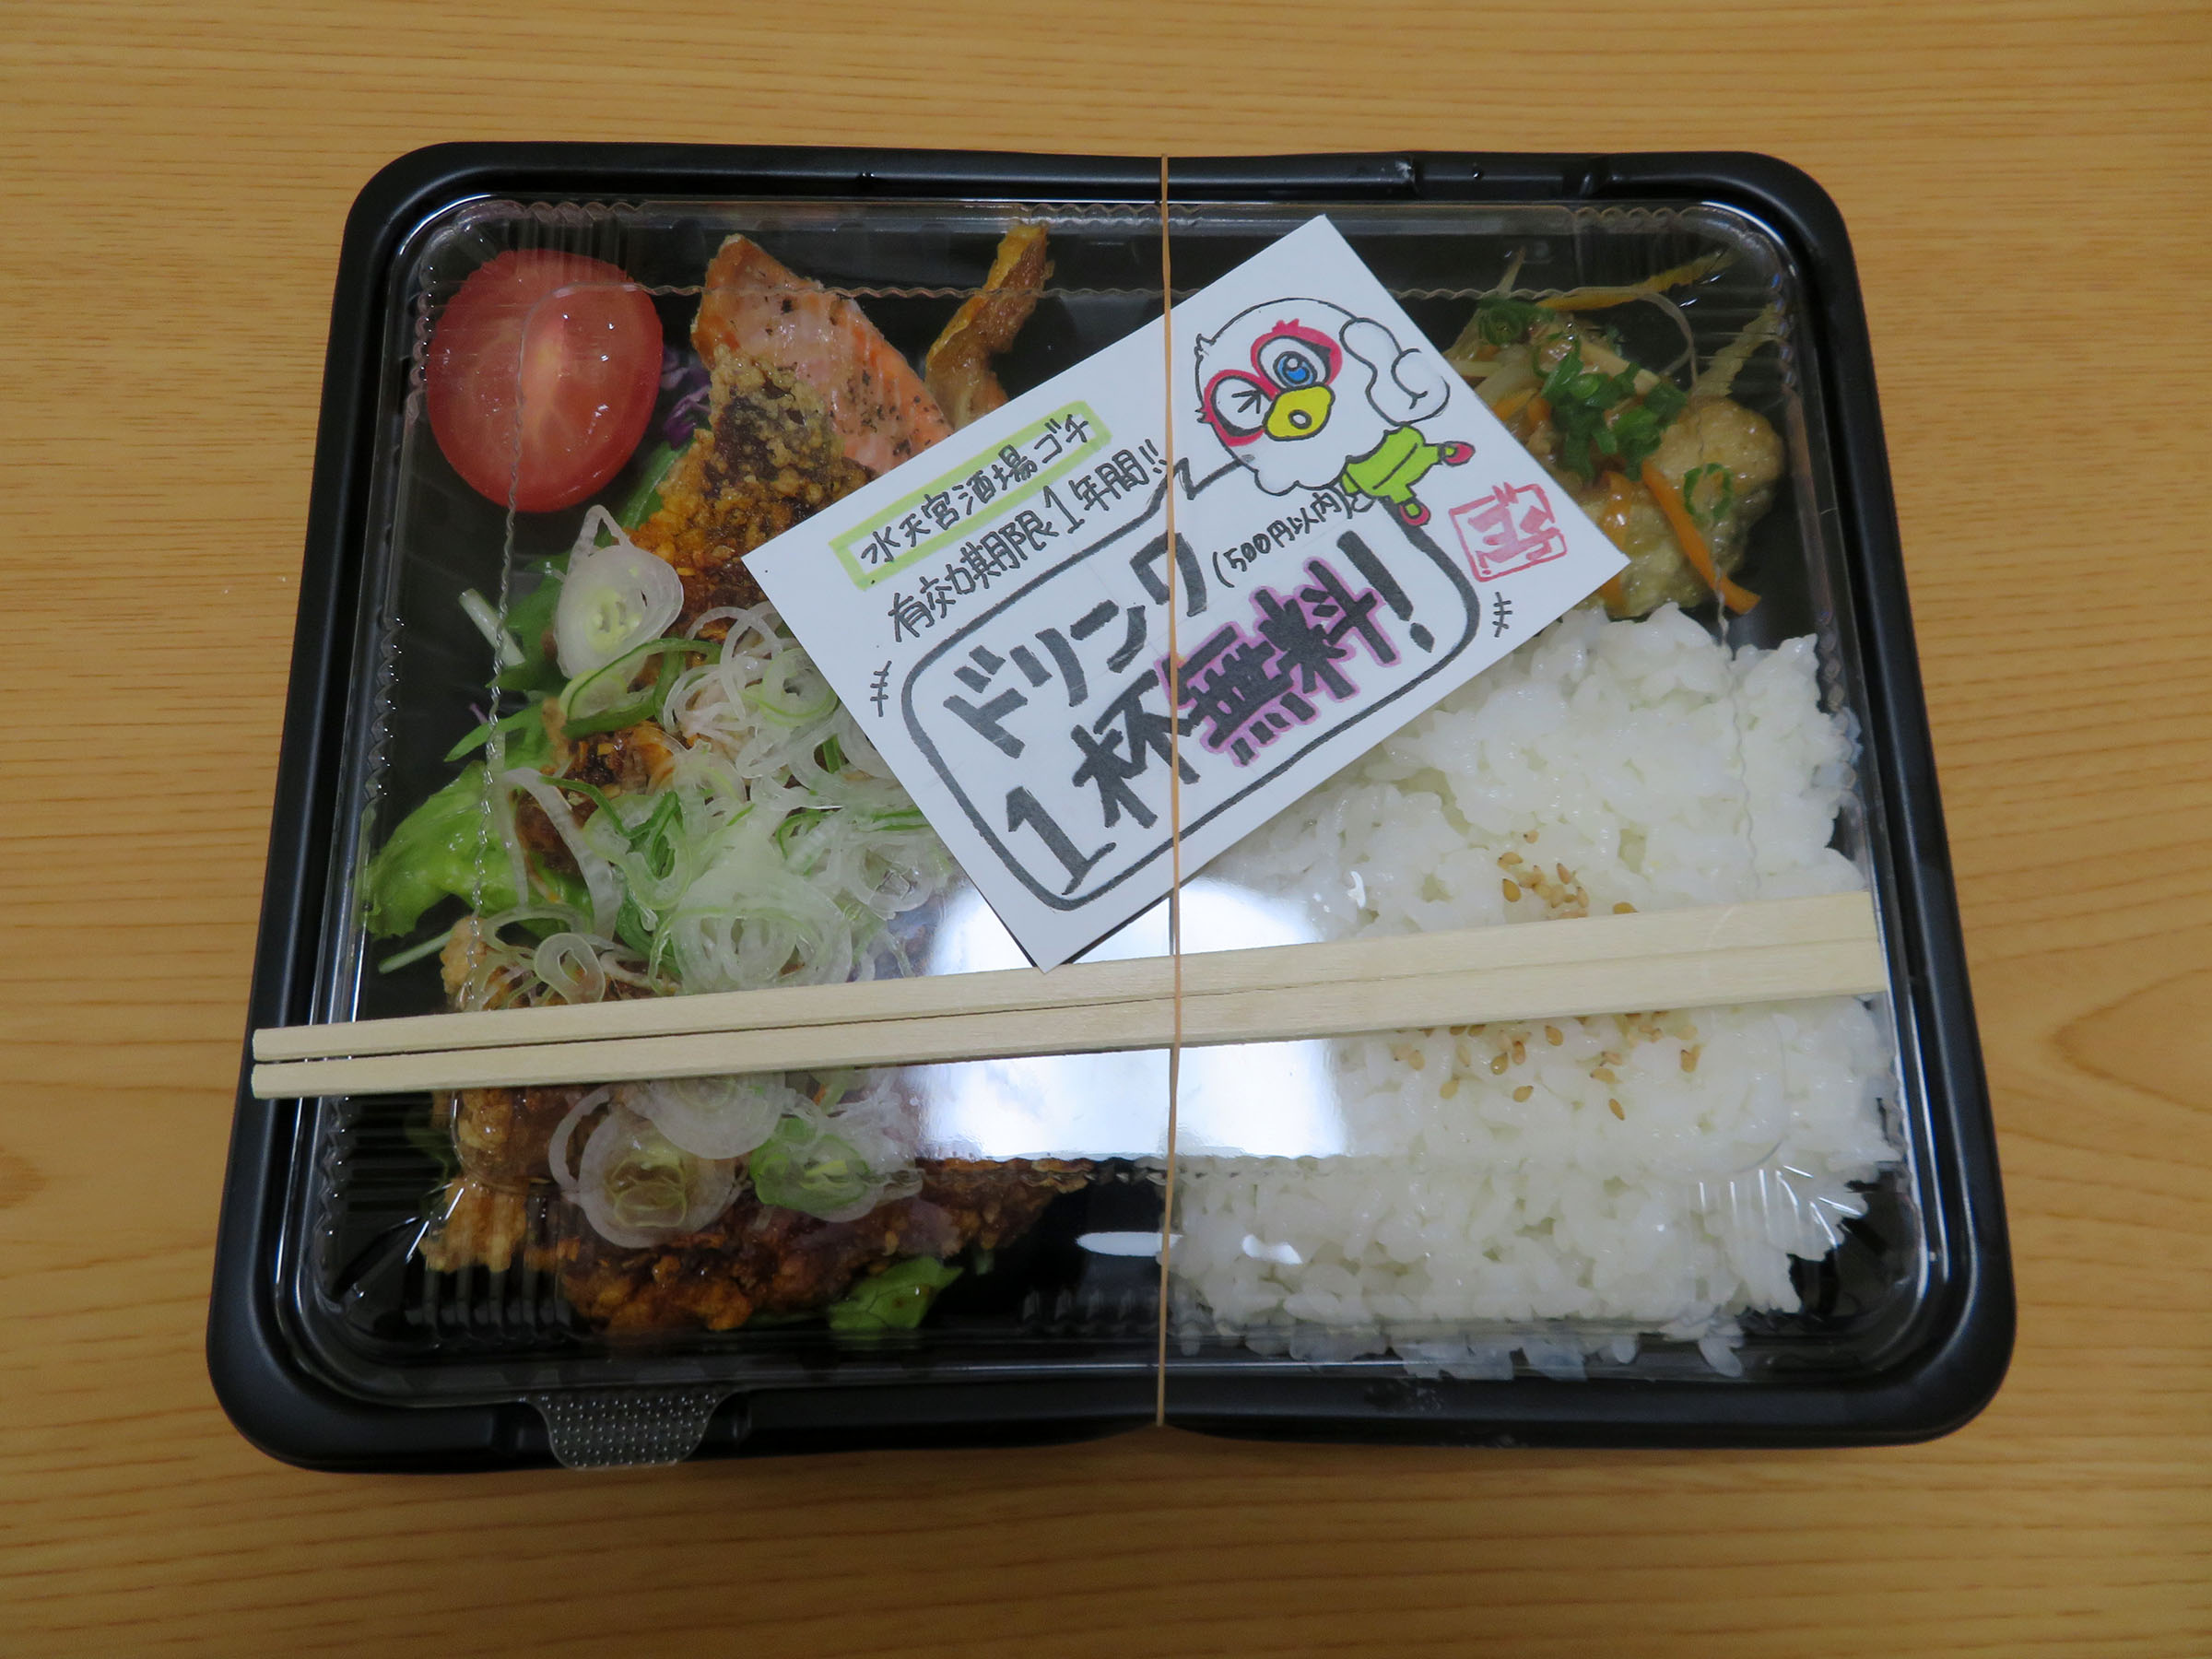 水天宮酒場ゴチ
有効期限1年間!!
ドリンク(500円以内)
1杯無料!